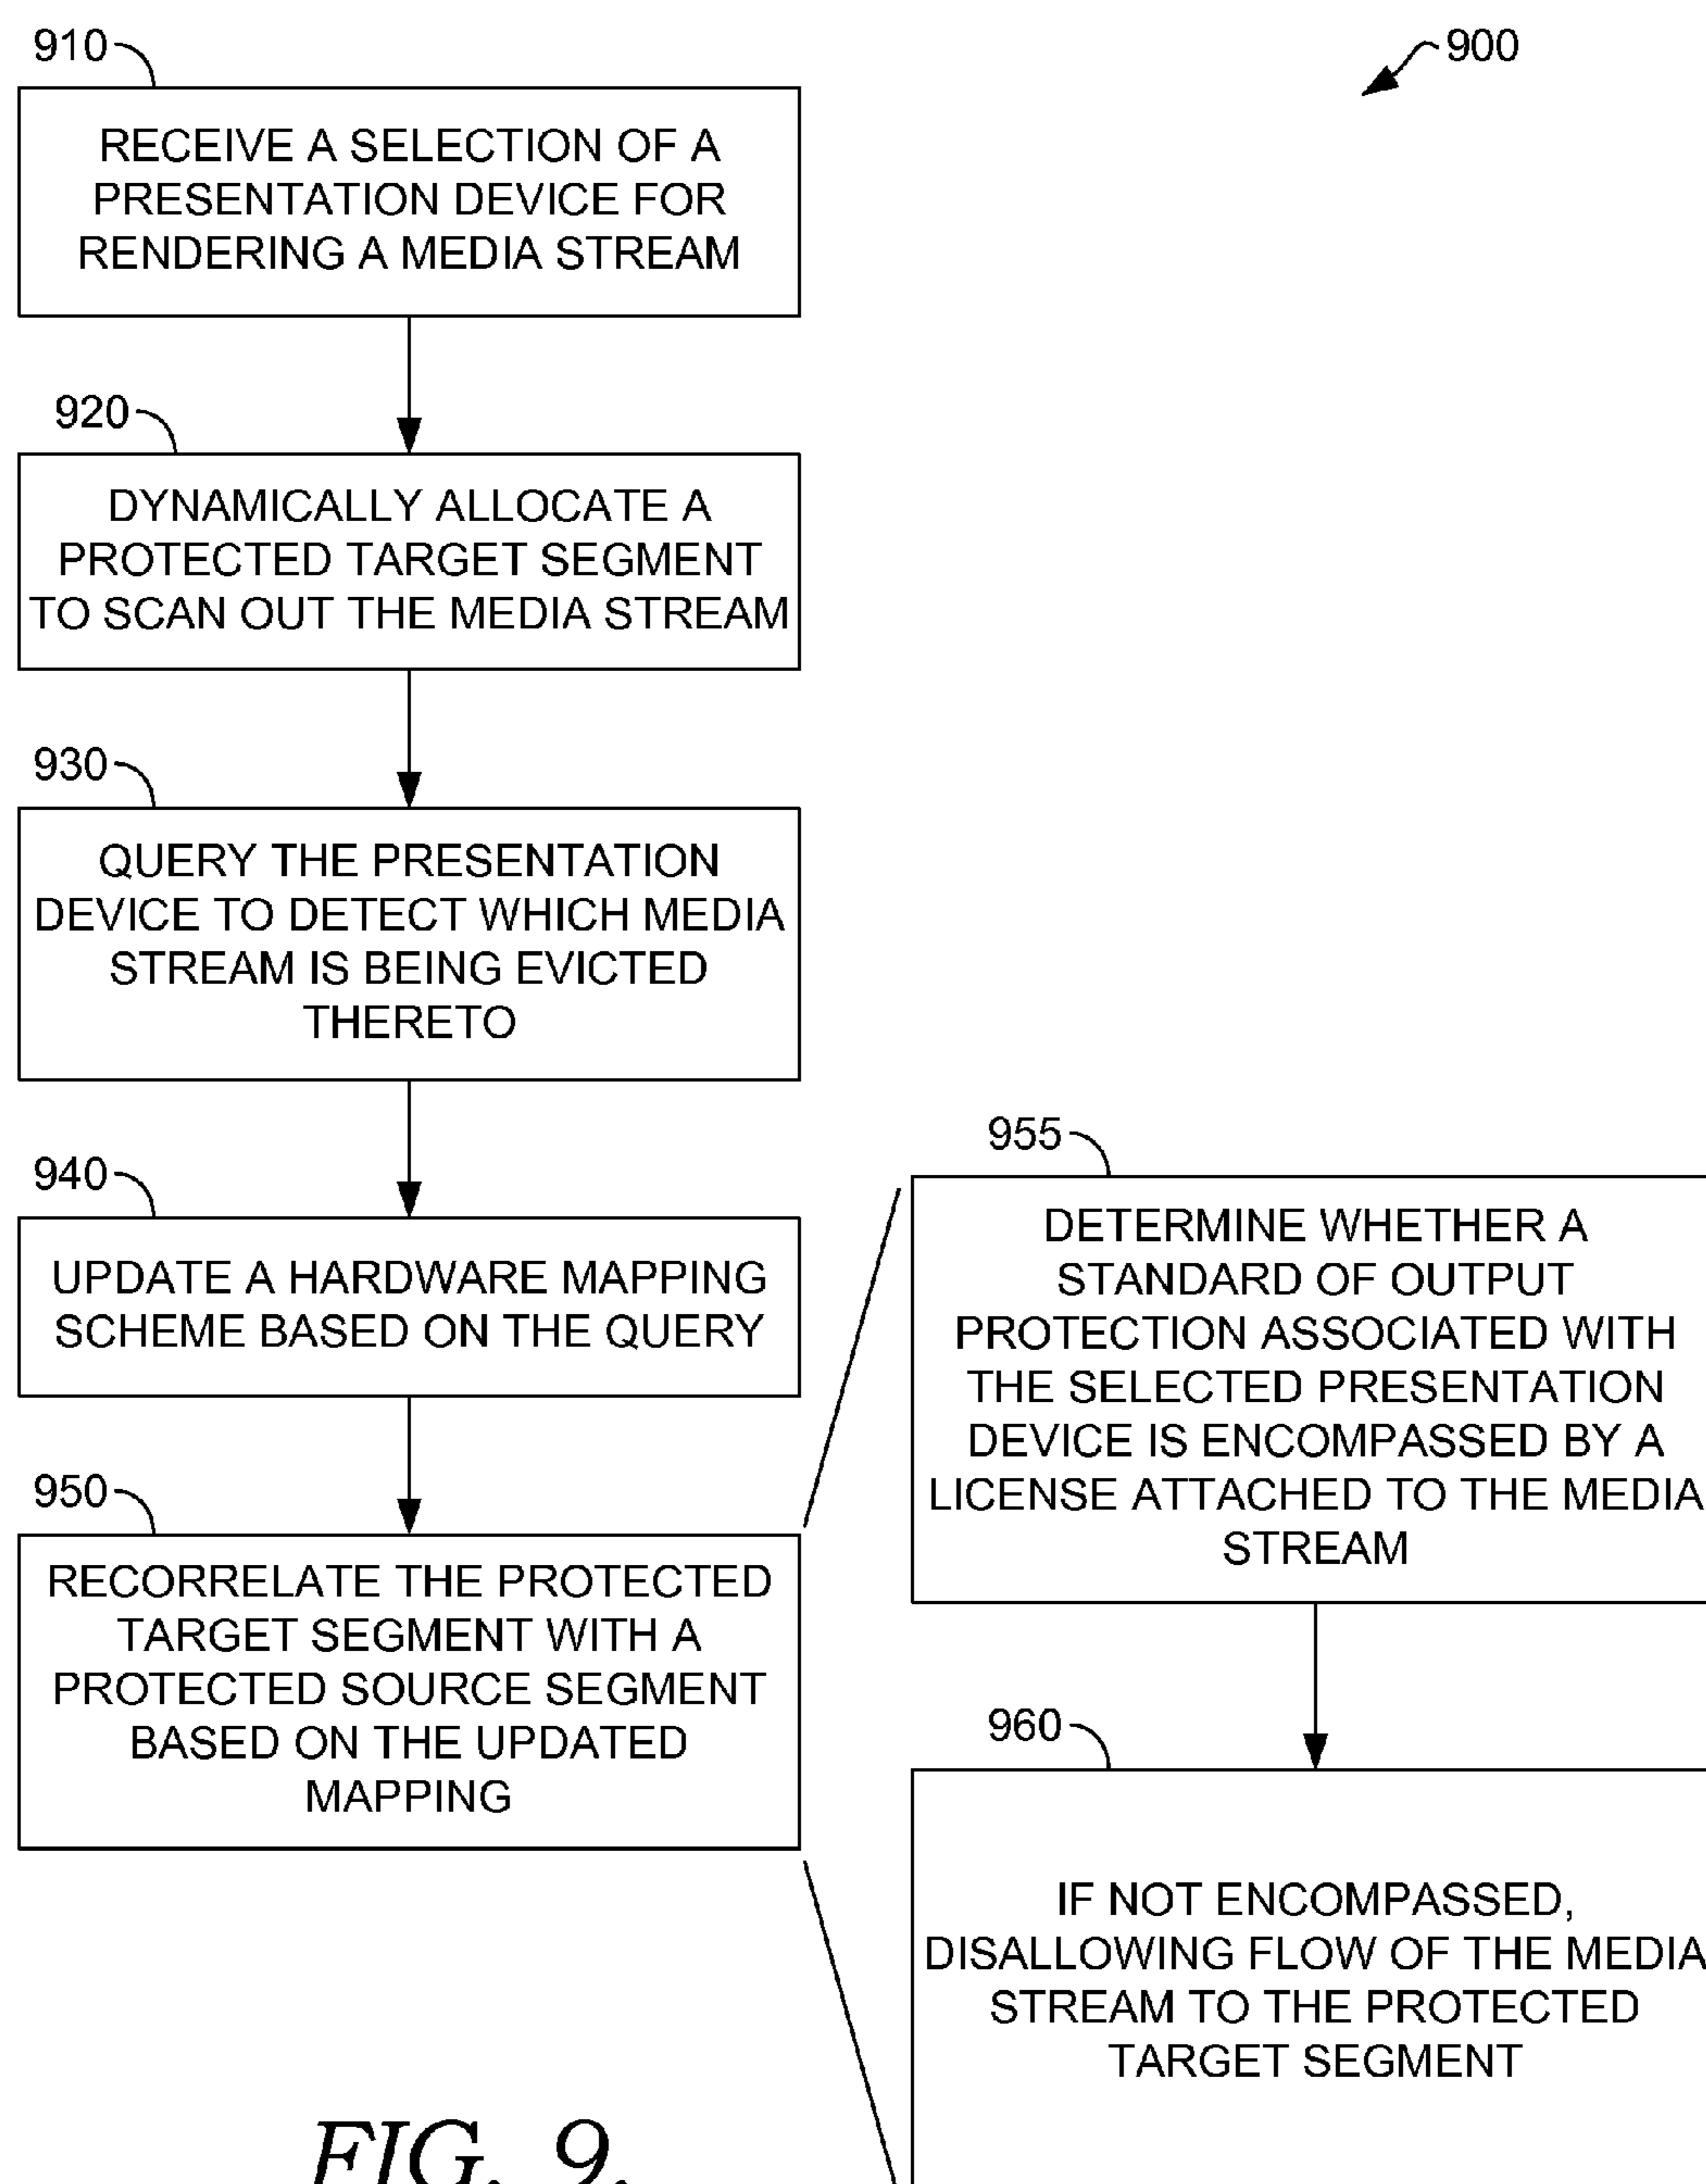 910
900
RECEIVE A SELECTION OF A
PRESENTATION DEVICE FOR
RENDERING A MEDIA STREAM
920
DYNAMICALLY ALLOCATE A
PROTECTED TARGET SEGMENT
TO SCAN OUT THE MEDIA STREAM
930
QUERY THE PRESENTATION
DEVICE TO DETECT WHICH MEDIA
STREAM IS BEING EVICTED
THERETO
940
UPDATE A HARDWARE MAPPING
SCHEME BASED ON THE QUERY
950
RECORRELATE THE PROTECTED
TARGET SEGMENT WITH A
PROTECTED SOURCE SEGMENT
BASED ON THE UPDATED
MAPPING
955
DETERMINE WHETHER A
STANDARD OF OUTPUT
PROTECTION ASSOCIATED WITH
THE SELECTED PRESENTATION
DEVICE IS ENCOMPASSED BY A
LICENSE ATTACHED TO THE MEDIA
STREAM
960
IF NOT ENCOMPASSED,
DISALLOWING FLOW OF THE MEDIA
STREAM TO THE PROTECTED
TARGET SEGMENT
FIG. 9.